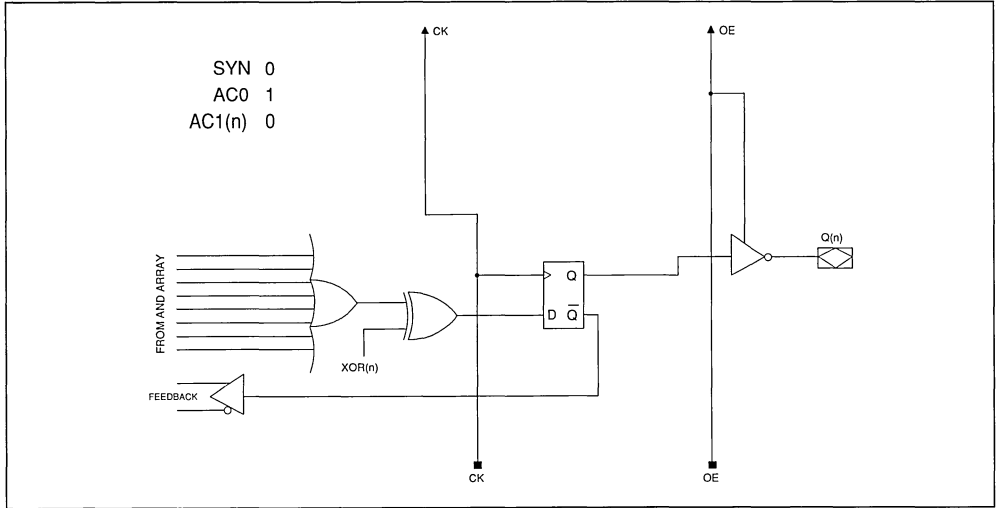 CK
OE
SYN 0
AC0 1
AC1(n) 0
Q(n)
FROM AND ARRAY
Q
D Q̅
XOR(n)
FEEDBACK
CK
OE